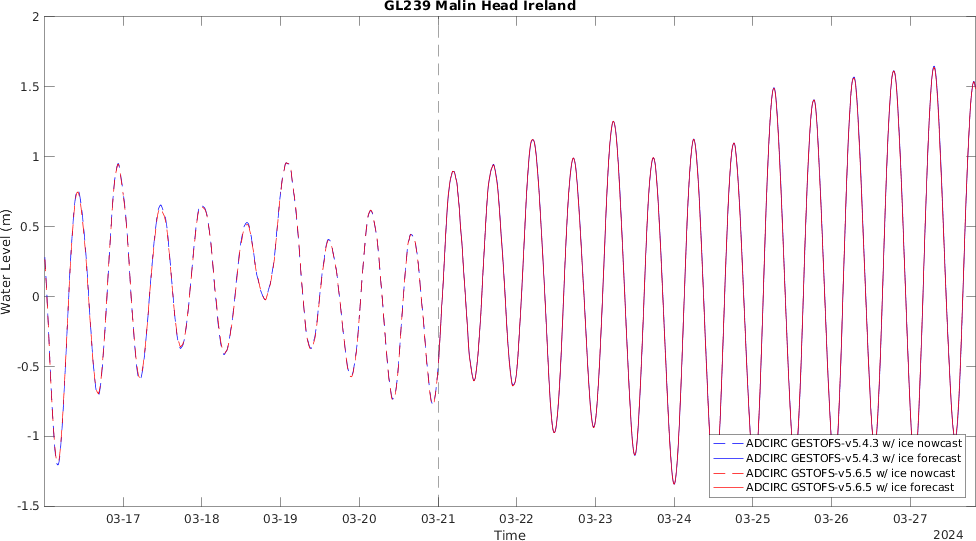 GL239 Malin Head Ireland
2
1.5
1
0.5
0
-0.5
-1
-1.5
Water Level (m)
ADCIRC GESTOFS-v5.4.3 w/ ice nowcast
ADCIRC GESTOFS-v5.4.3 w/ ice forecast
ADCIRC GSTOFS-v5.6.5 w/ ice nowcast
ADCIRC GSTOFS-v5.6.5 w/ ice forecast
03-17 03-18 03-19 03-20 03-21 03-22 03-23 03-24 03-25 03-26 03-27
Time
2024